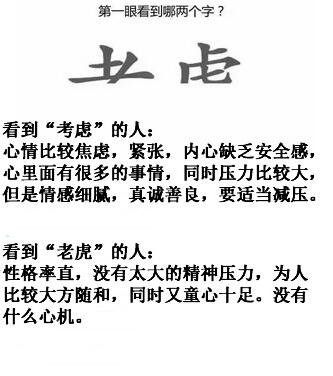 第一眼看到哪两个字？
看到“考虑”的人：
心情比较焦虑，紧张，内心缺乏安全感，
心里面有很多的事情，同时压力比较大，
但是情感细腻，真诚善良，要适当减压。
看到“老虎”的人：
性格率直，没有太大的精神压力，为人
比较大方随和，同时又童心十足。没有
什么心机。